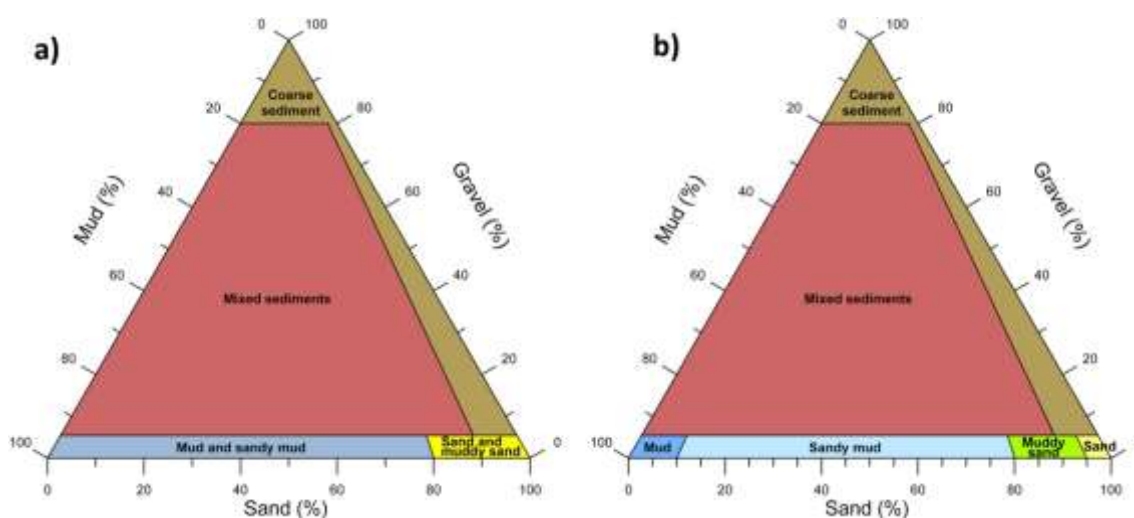 a)
0
100
Coarse
sediment
20
80
40
60
Mud (%)
Gravel (%)
60
40
Mixed sediments
80
20
Mud and sandy mud
Sand and
muddy sand
100
0
0
20
40
60
80
100
Sand (%)
b)
0
100
Coarse
sediment
20
80
40
60
Mud (%)
Gravel (%)
60
40
Mixed sediments
80
20
Mud
Sandy mud
Muddy
sand
Sand
100
0
0
20
40
60
80
100
Sand (%)